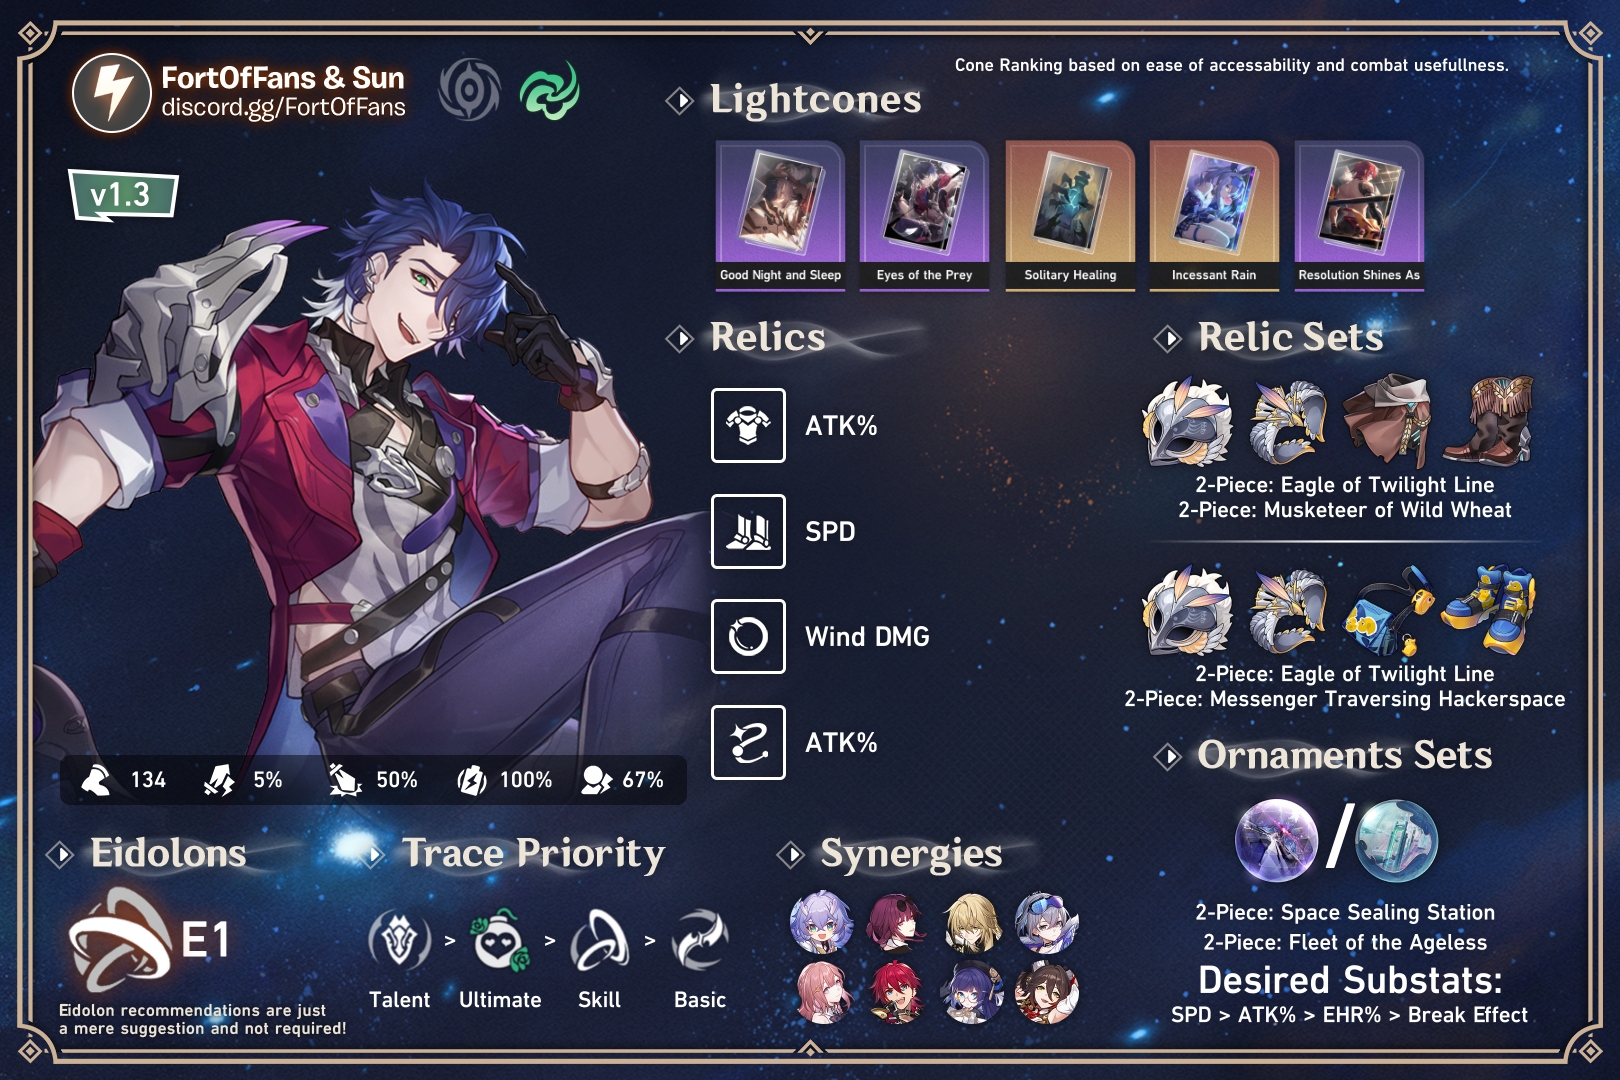 FortOfFans & Sun
discord.gg/FortOfFans
v1.3
Cone Ranking based on ease of accessability and combat usefullness.
Lightcones
Good Night and Sleep
Eyes of the Prey
Solitary Healing
Incessant Rain
Resolution Shines As
Relics
ATK%
SPD
Wind DMG
ATK%
Relic Sets
2-Piece: Eagle of Twilight Line
2-Piece: Musketeer of Wild Wheat
2-Piece: Eagle of Twilight Line
2-Piece: Messenger Traversing Hackerspace
Ornaments Sets
/
2-Piece: Space Sealing Station
2-Piece: Fleet of the Ageless
Desired Substats:
SPD > ATK% > EHR% > Break Effect
134
5%
50%
100%
67%
Eidolons
E1
Eidolon recommendations are just
a mere suggestion and not required!
Trace Priority
> > >
Talent
Ultimate
Skill
Basic
Synergies